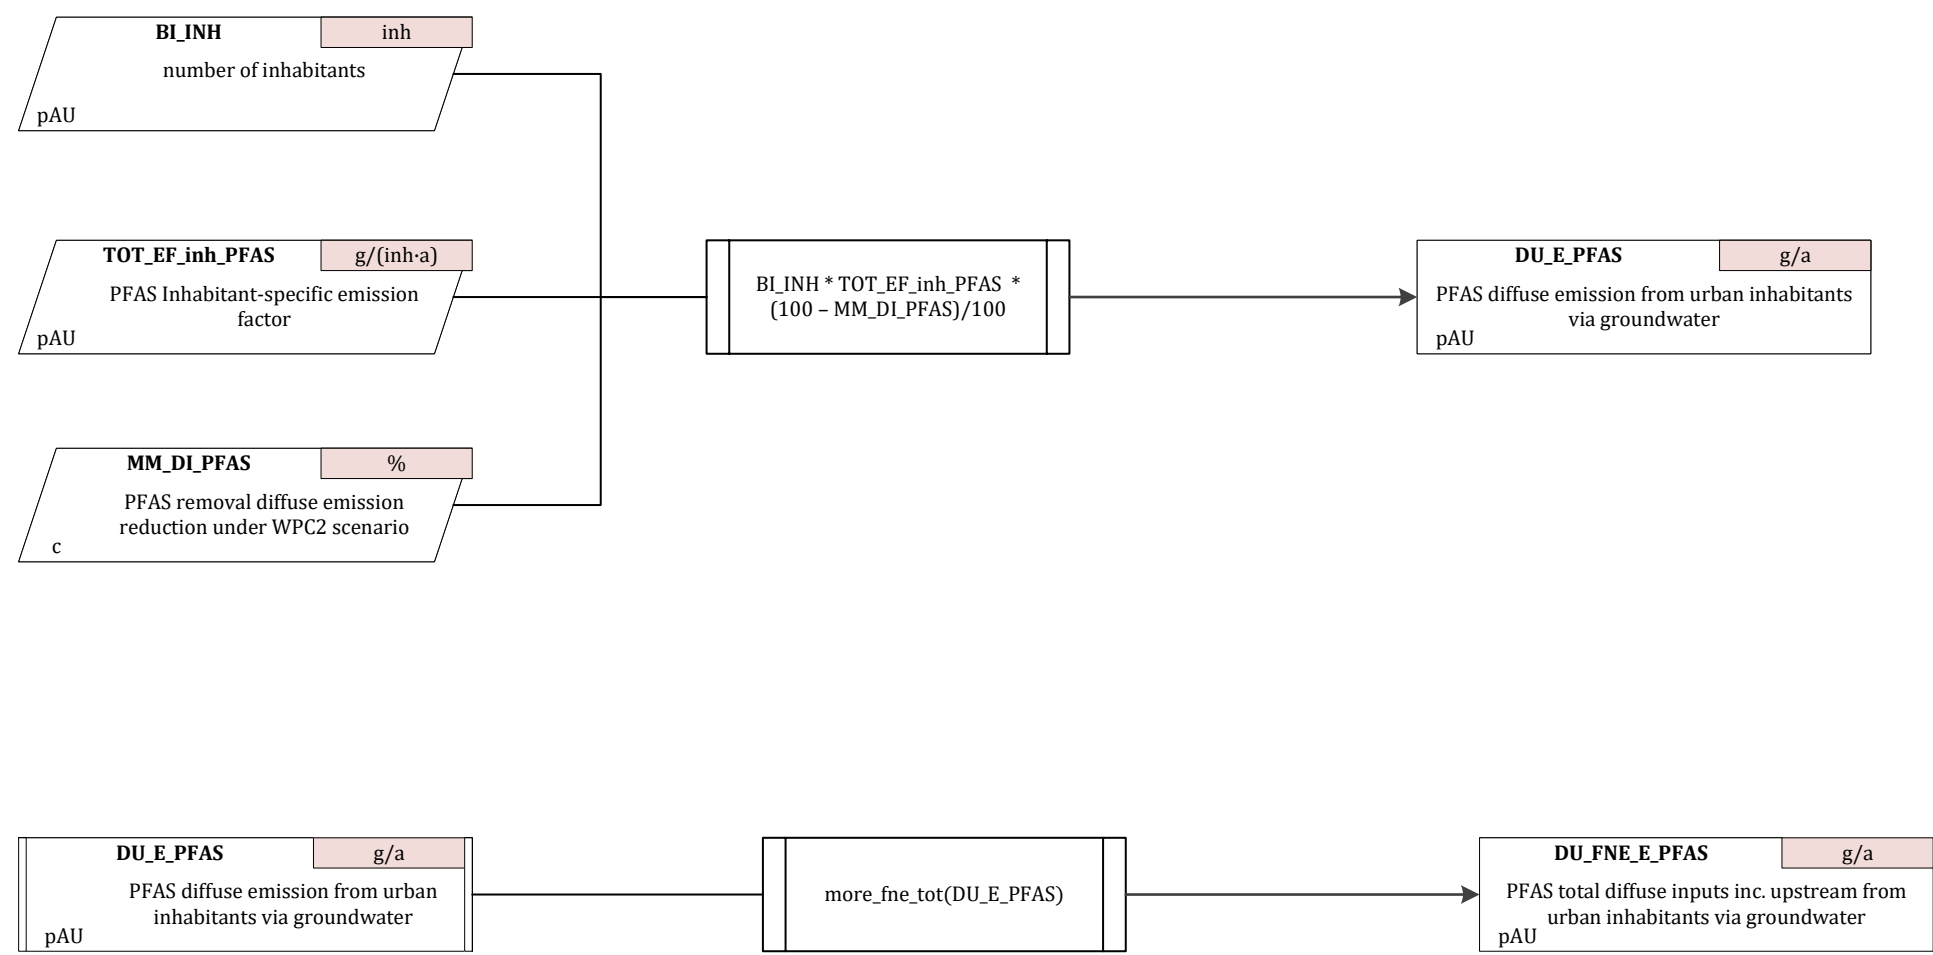 BI_INH
inh
number of inhabitants
pAU
TOT_EF_inh_PFAS
g/(inh·a)
PFAS Inhabitant-specific emission
factor
pAU
BI_INH * TOT_EF_inh_PFAS *
(100 – MM_DI_PFAS)/100
DU_E_PFAS
g/a
PFAS diffuse emission from urban inhabitants
via groundwater
pAU
MM_DI_PFAS
%
PFAS removal diffuse emission
reduction under WPC2 scenario
c
DU_E_PFAS
g/a
PFAS diffuse emission from urban
inhabitants via groundwater
pAU
more_fne_tot(DU_E_PFAS)
DU_FNE_E_PFAS
g/a
PFAS total diffuse inputs inc. upstream from
urban inhabitants via groundwater
pAU